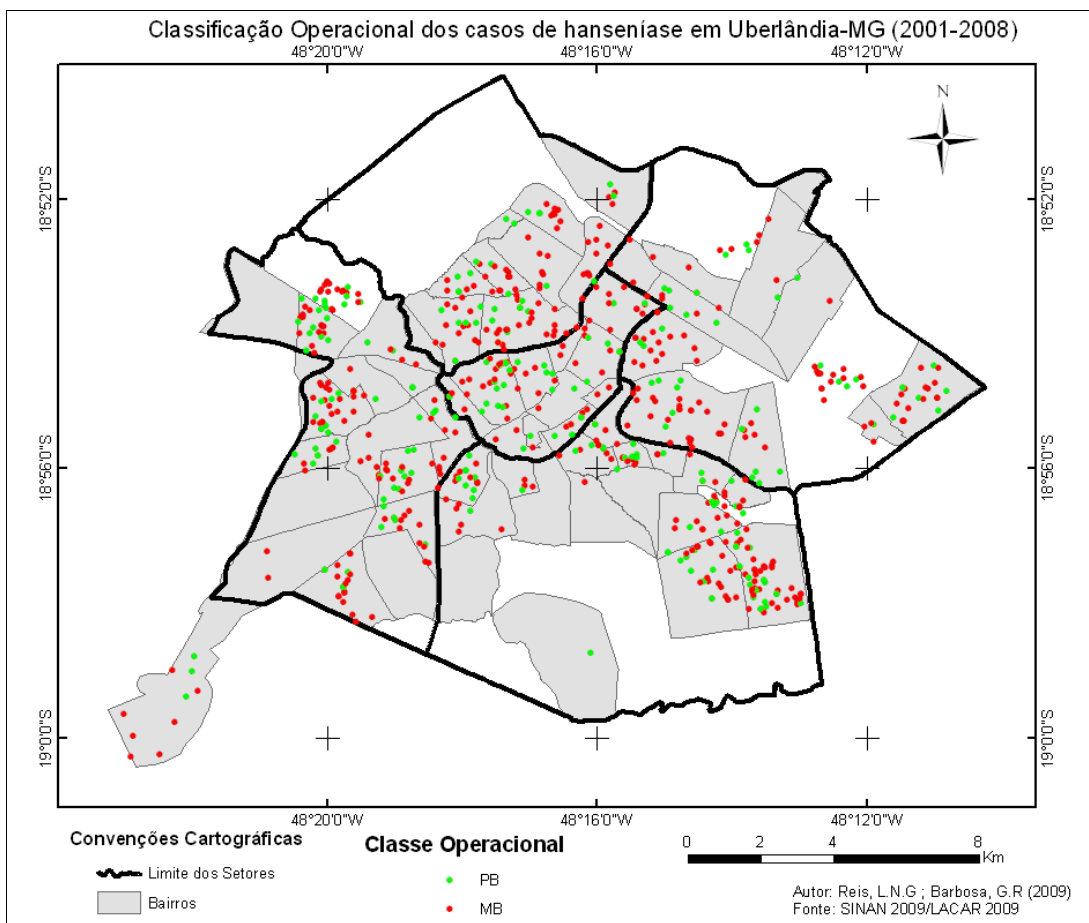 Classificação Operacional dos casos de hanseníase em Uberlândia-MG (2001-2008)
48°20'0"W 48°16'0"W 48°12'0"W
N
18°52'0"S 18°52'0"S
18°56'0"S 18°56'0"S
19°0'0"S 19°0'0"S
48°20'0"W 48°16'0"W 48°12'0"W
Convenções Cartográficas
Limite dos Setores
Bairros
Classe Operacional
PB
MB
0 2 4 8
Km
Autor: Reis, L.N.G ; Barbosa, G.R (2009)
Fonte: SINAN 2009/LACAR 2009